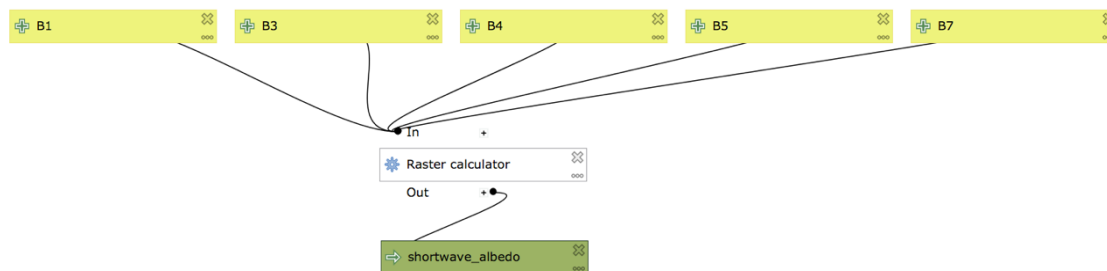 B1 B3 B4 B5 B7
In
Raster calculator
Out
shortwave_albedo